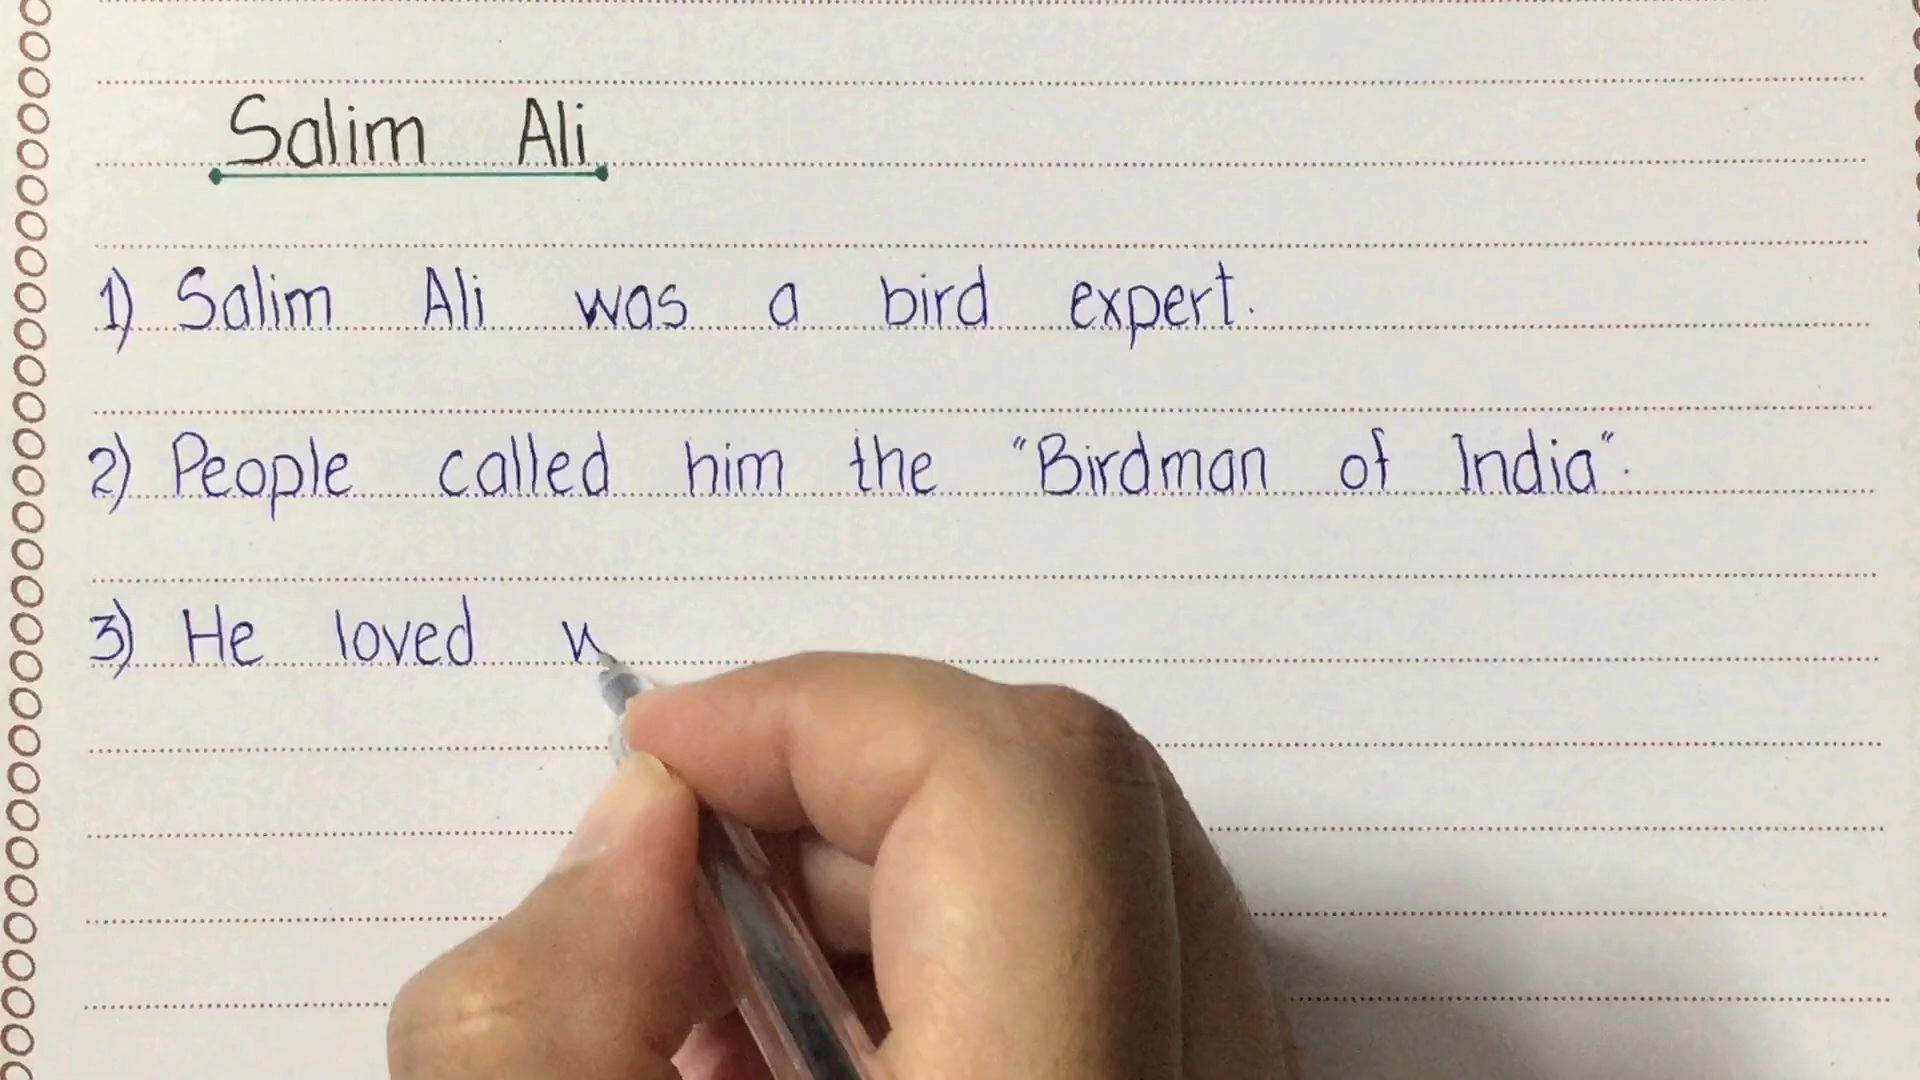 Salim Ali
1) Salim Ali was a bird expert.
2) People called him the "Birdman of India".
3) He loved